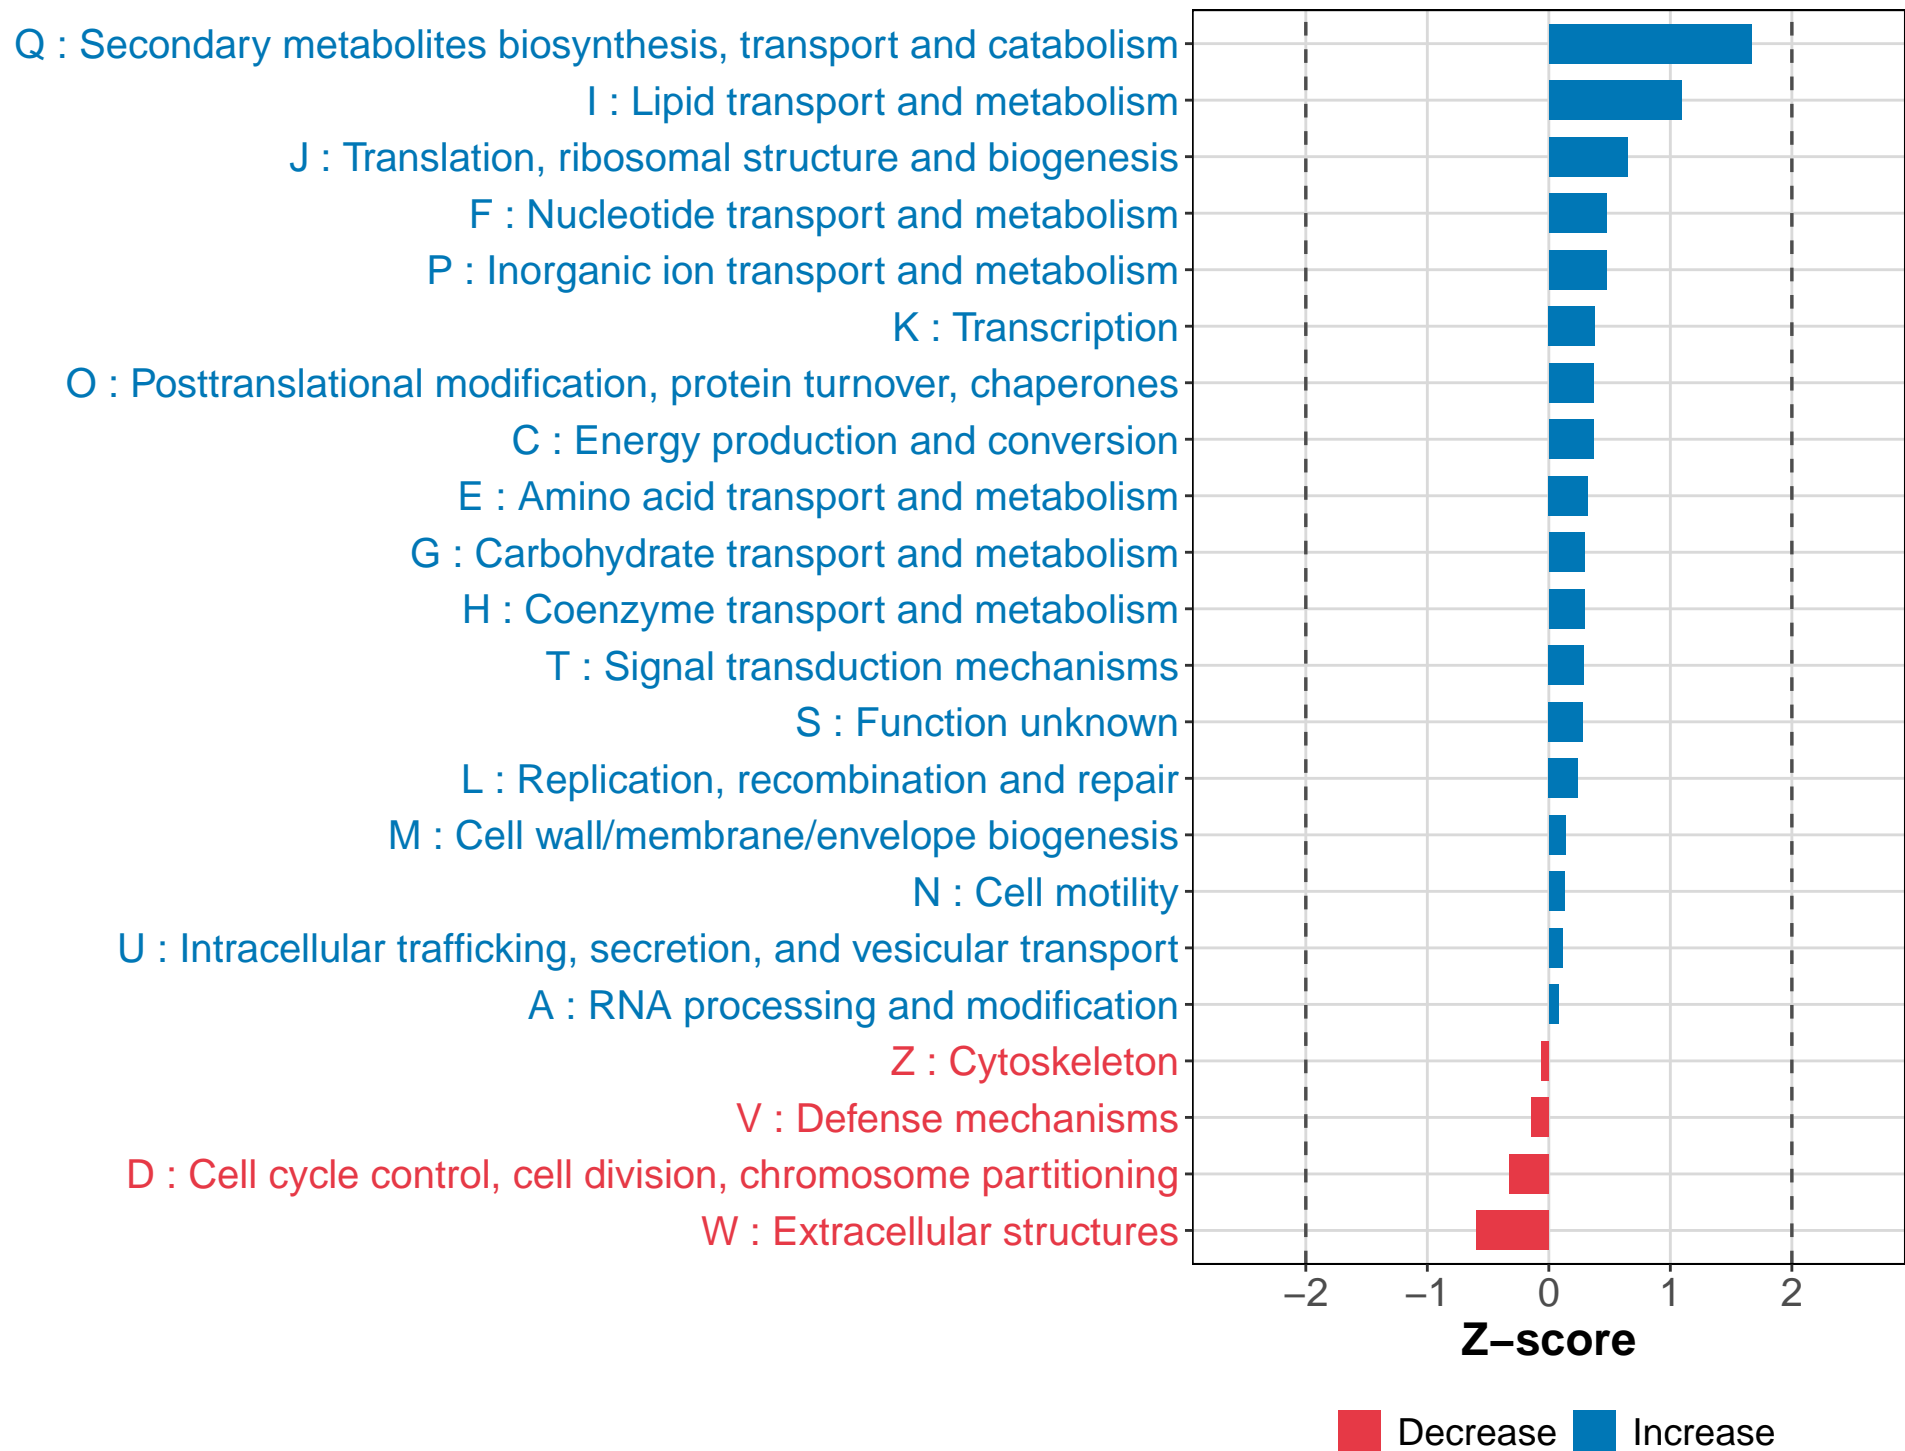 Q : Secondary metabolites biosynthesis, transport and catabolism
I : Lipid transport and metabolism
J : Translation, ribosomal structure and biogenesis
F : Nucleotide transport and metabolism
P : Inorganic ion transport and metabolism
K : Transcription
O : Posttranslational modification, protein turnover, chaperones
C : Energy production and conversion
E : Amino acid transport and metabolism
G : Carbohydrate transport and metabolism
H : Coenzyme transport and metabolism
T : Signal transduction mechanisms
S : Function unknown
L : Replication, recombination and repair
M : Cell wall/membrane/envelope biogenesis
N : Cell motility
U : Intracellular trafficking, secretion, and vesicular transport
A : RNA processing and modification
Z : Cytoskeleton
V : Defense mechanisms
D : Cell cycle control, cell division, chromosome partitioning
W : Extracellular structures
−2 −1 0 1 2
Z−score
Decrease Increase